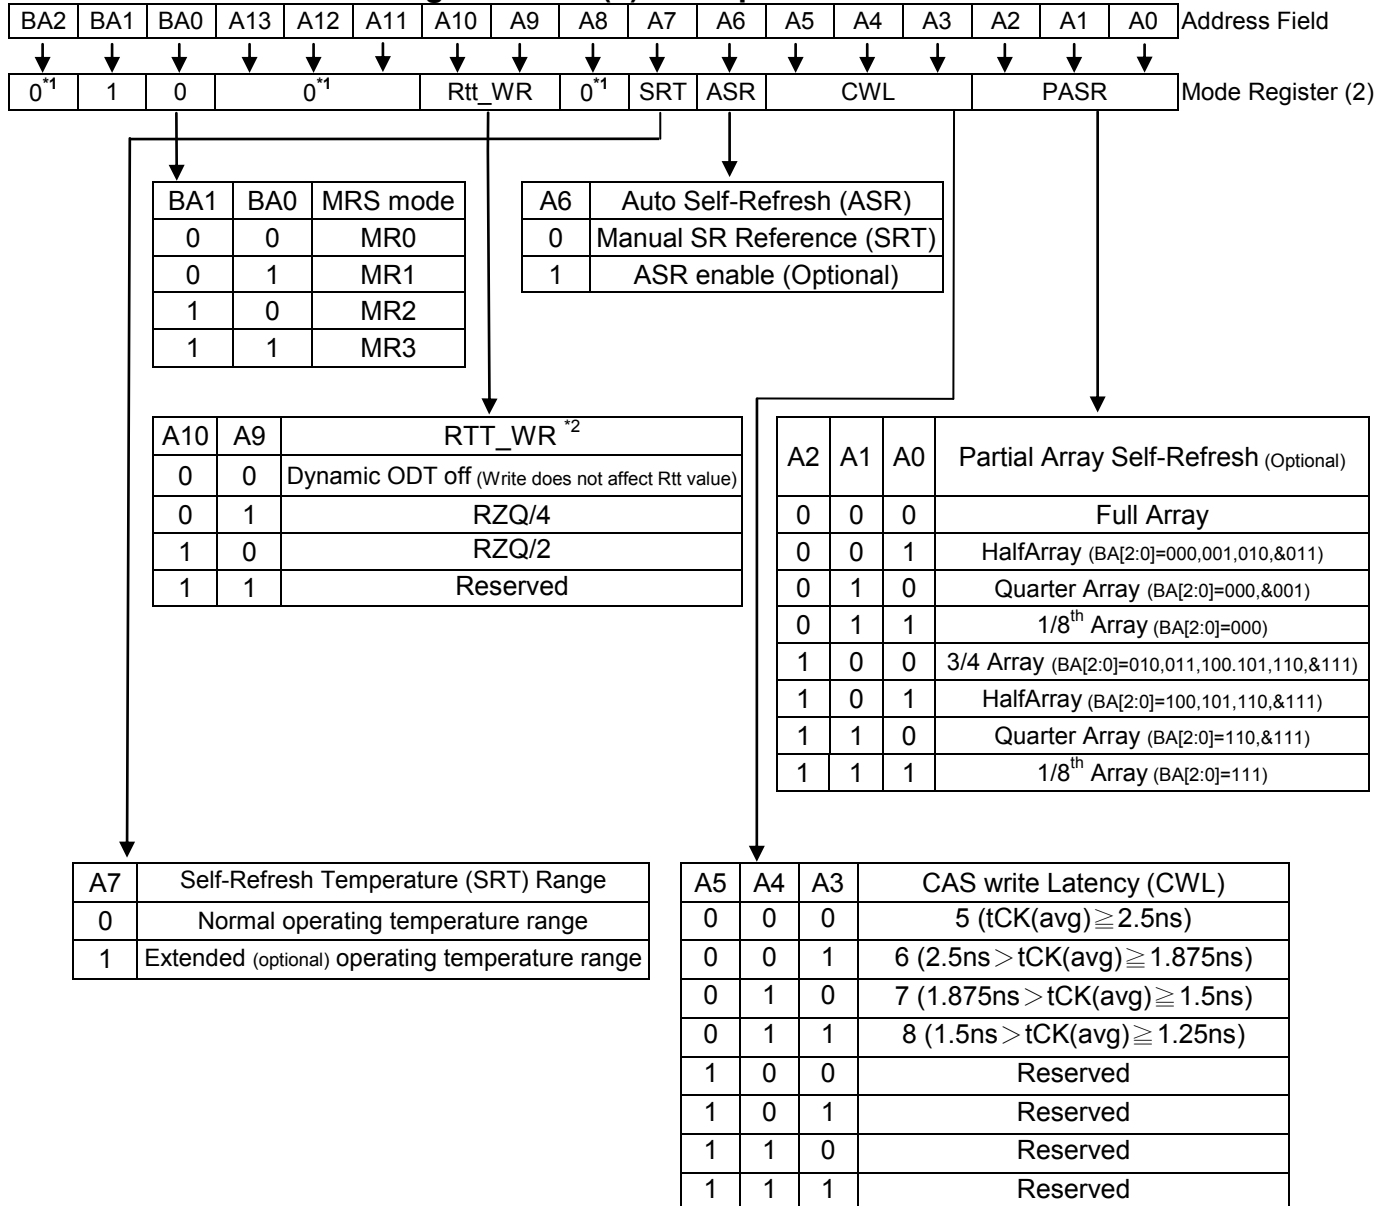 BA2 BA1 BA0 A13 A12 A11 A10 A9 A8 A7 A6 A5 A4 A3 A2 A1 A0 Address Field
0*1 1 0 0*1 Rtt_WR 0*1 SRT ASR CWL PASR Mode Register (2)
BA1 BA0 MRS mode
0 0 MR0
0 1 MR1
1 0 MR2
1 1 MR3
A6 Auto Self-Refresh (ASR)
0 Manual SR Reference (SRT)
1 ASR enable (Optional)
A10 A9 RTT_WR *2
0 0 Dynamic ODT off (Write does not affect Rtt value)
0 1 RZQ/4
1 0 RZQ/2
1 1 Reserved
A2 A1 A0 Partial Array Self-Refresh (Optional)
0 0 0 Full Array
0 0 1 HalfArray (BA[2:0]=000,001,010,&011)
0 1 0 Quarter Array (BA[2:0]=000,&001)
0 1 1 1/8th Array (BA[2:0]=000)
1 0 0 3/4 Array (BA[2:0]=010,011,100.101,110,&111)
1 0 1 HalfArray (BA[2:0]=100,101,110,&111)
1 1 0 Quarter Array (BA[2:0]=110,&111)
1 1 1 1/8th Array (BA[2:0]=111)
A7 Self-Refresh Temperature (SRT) Range
0 Normal operating temperature range
1 Extended (optional) operating temperature range
A5 A4 A3 CAS write Latency (CWL)
0 0 0 5 (tCK(avg)≧2.5ns)
0 0 1 6 (2.5ns＞tCK(avg)≧1.875ns)
0 1 0 7 (1.875ns＞tCK(avg)≧1.5ns)
0 1 1 8 (1.5ns＞tCK(avg)≧1.25ns)
1 0 0 Reserved
1 0 1 Reserved
1 1 0 Reserved
1 1 1 Reserved